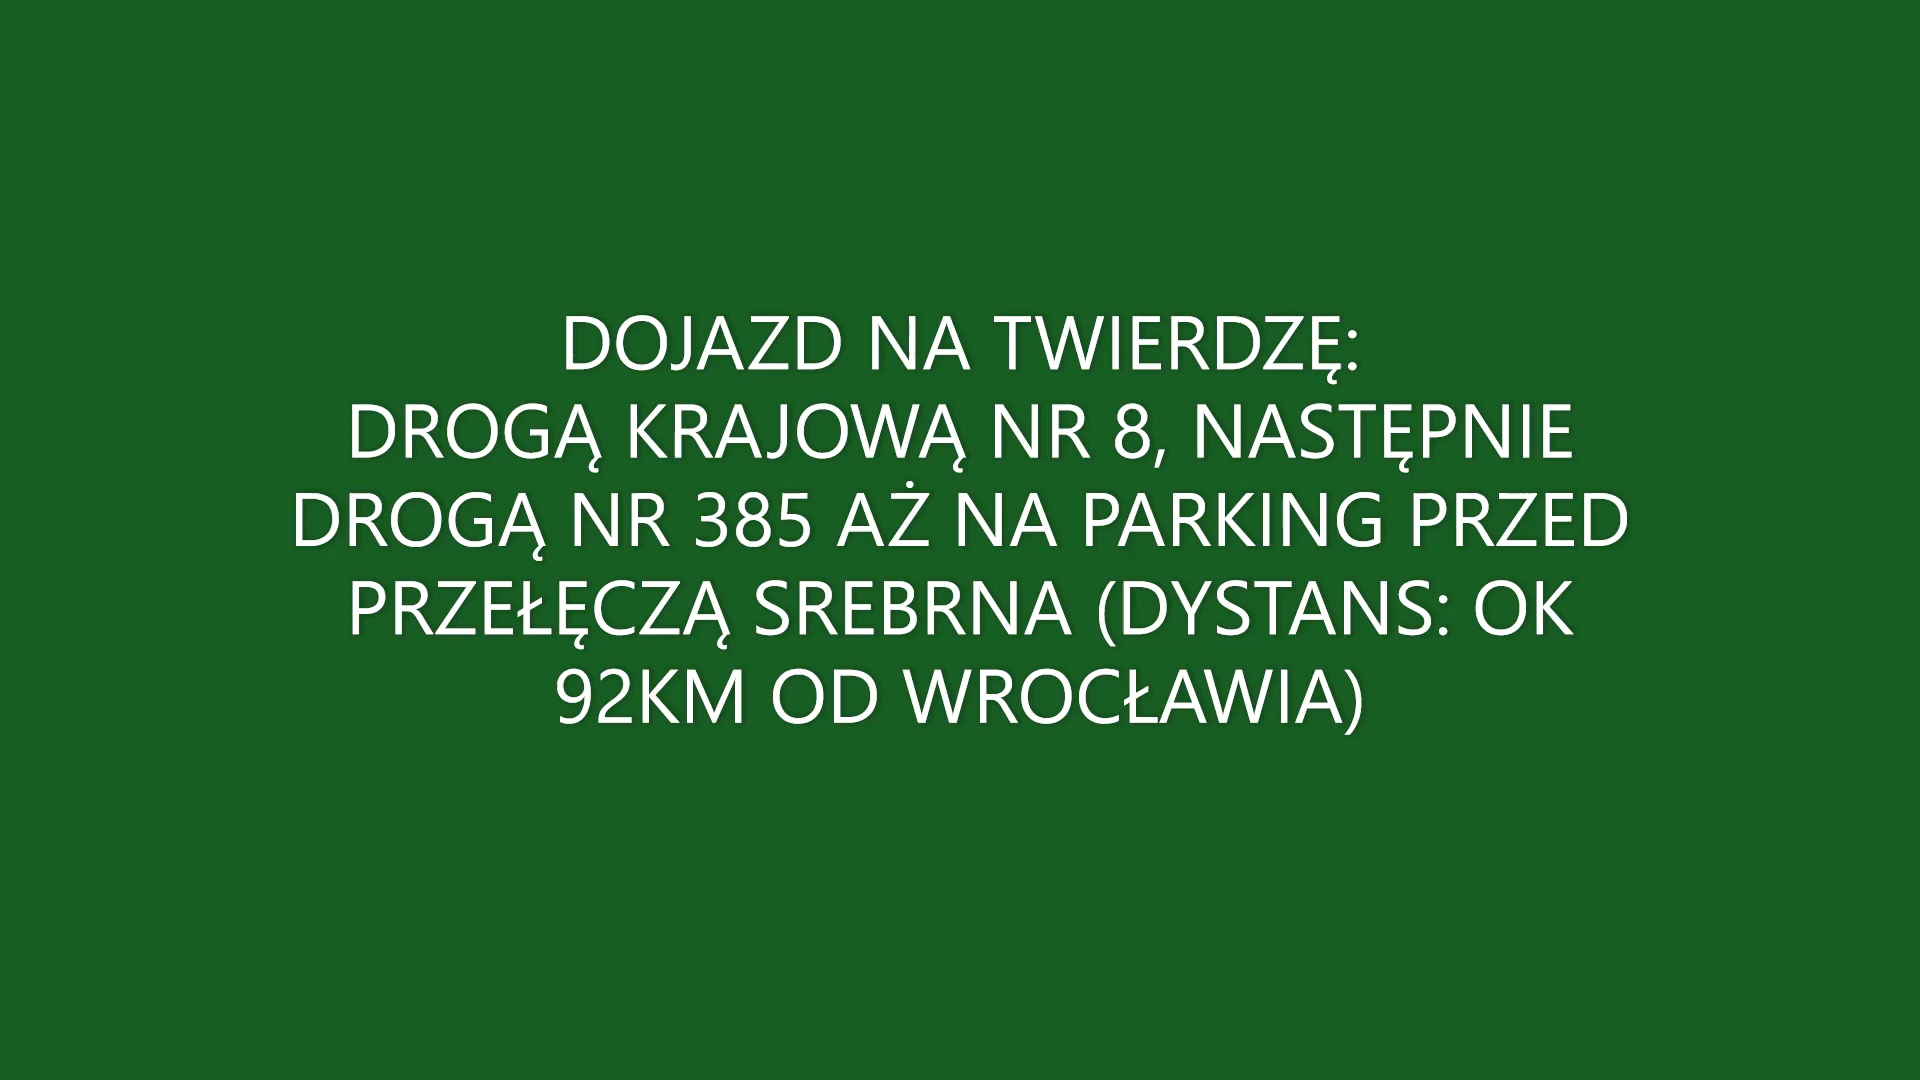 DOJAZD NA TWIERDZĘ:
DROGĄ KRAJOWĄ NR 8, NASTĘPNIE
DROGĄ NR 385 AŻ NA PARKING PRZED
PRZEŁĘCZĄ SREBRNA (DYSTANS: OK
92KM OD WROCŁAWIA)